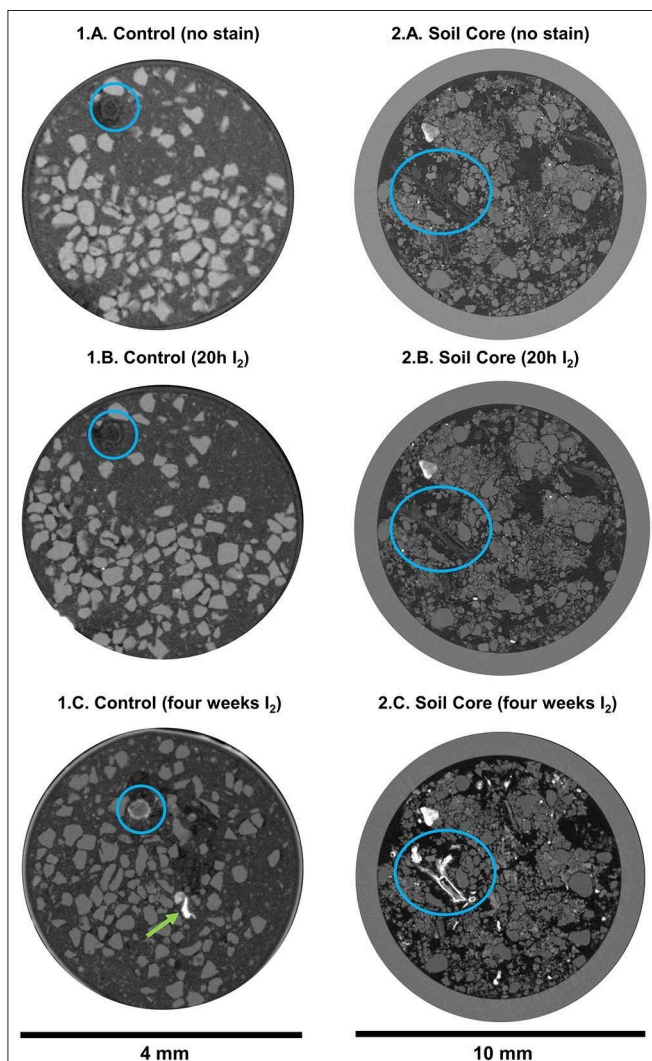 1.A. Control (no stain)
2.A. Soil Core (no stain)
1.B. Control (20h I₂)
2.B. Soil Core (20h I₂)
1.C. Control (four weeks I₂)
2.C. Soil Core (four weeks I₂)
4 mm
10 mm